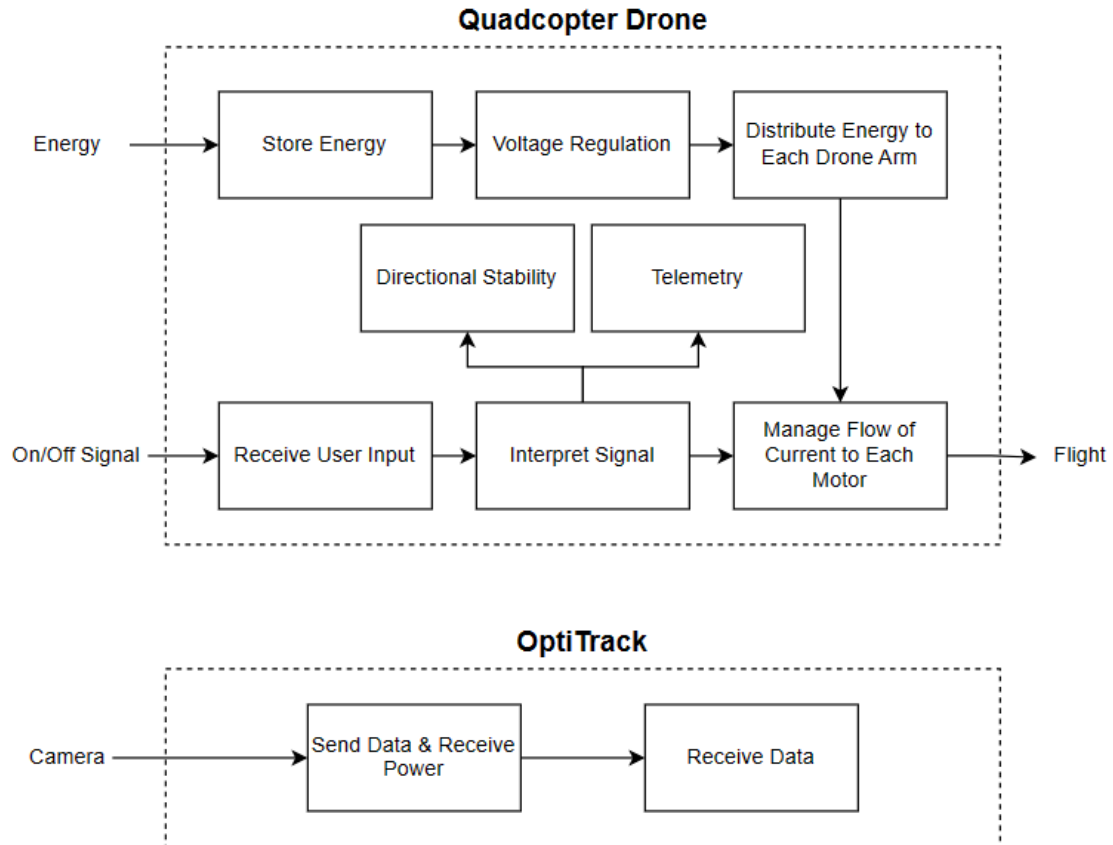 Quadcopter Drone
Energy
Store Energy
Voltage Regulation
Distribute Energy to
Each Drone Arm
Directional Stability
Telemetry
On/Off Signal
Receive User Input
Interpret Signal
Manage Flow of
Current to Each
Motor
Flight
OptiTrack
Camera
Send Data & Receive
Power
Receive Data